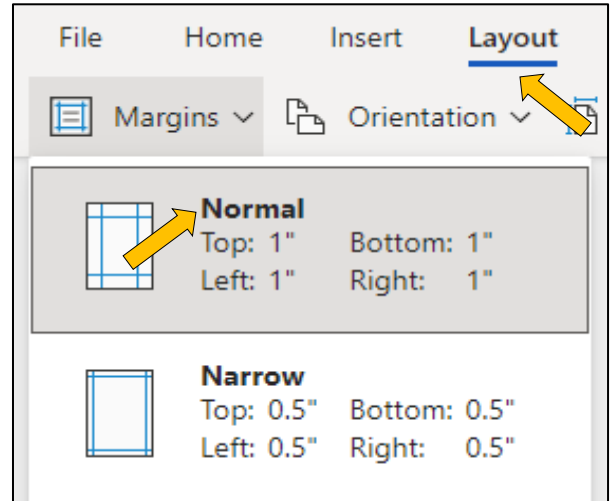 File Home Insert Layout
Margins Orientation
Normal
Top: 1" Bottom: 1"
Left: 1" Right: 1"
Narrow
Top: 0.5" Bottom: 0.5"
Left: 0.5" Right: 0.5"